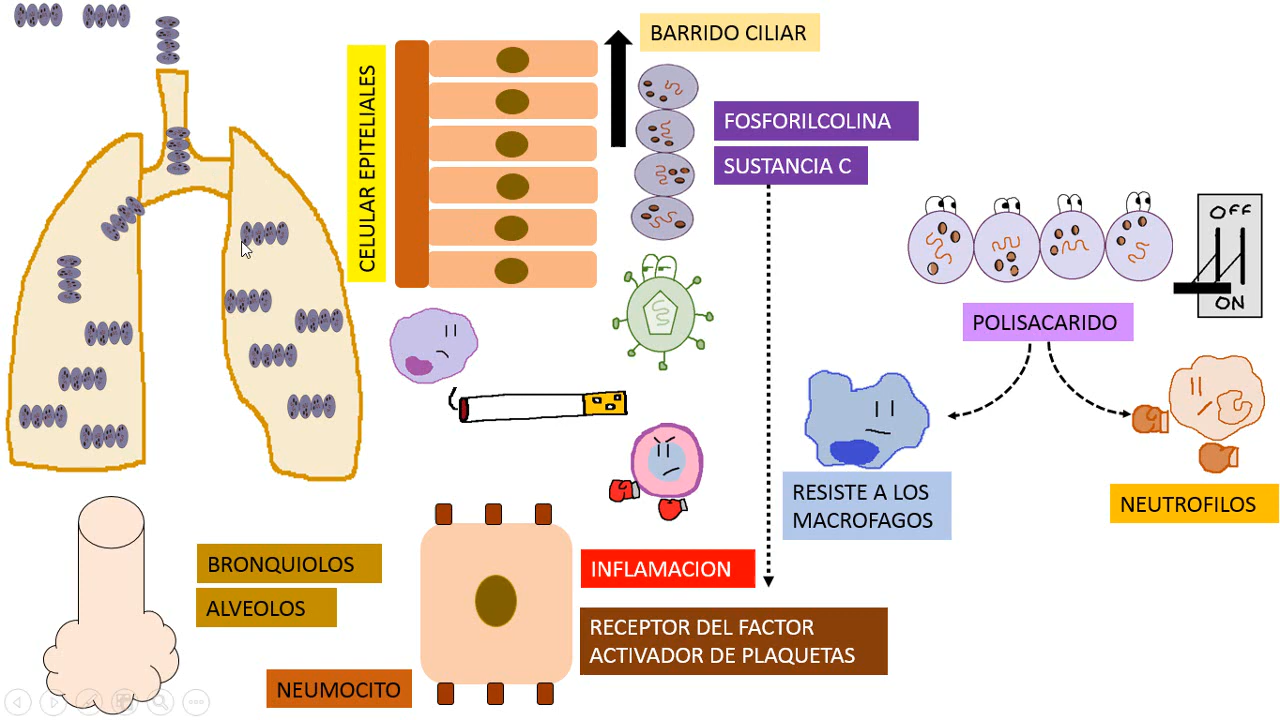 BARRIDO CILIAR
CELULAR EPITELIALES
FOSFORILCOLINA
SUSTANCIA C
OFF
ON
POLISACARIDO
RESISTE A LOS
MACROFAGOS
NEUTROFILOS
BRONQUIOLOS
ALVEOLOS
INFLAMACION
RECEPTOR DEL FACTOR
ACTIVADOR DE PLAQUETAS
NEUMOCITO